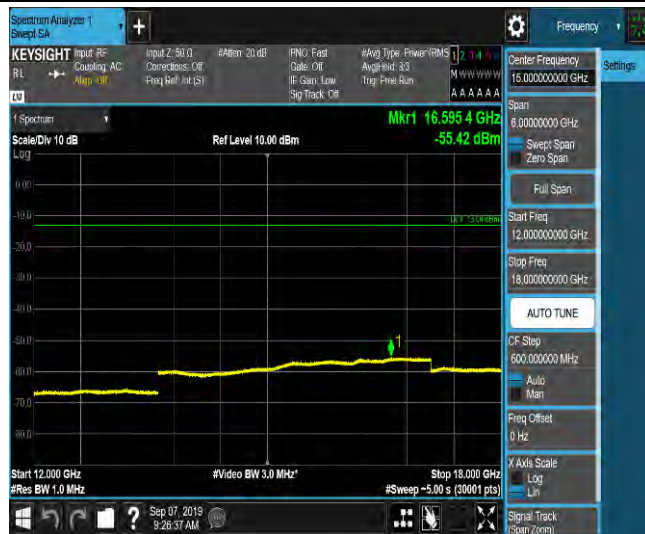 Spectrum Analyzer 1
Swept SA
Frequency
KEYSIGHT
Input: RF
Input Z: 50 Ω
#Atten: 20 dB
PNO: Fast
#Avg Type: Power (RMS
1 2 3 4 5 6
RL
Coupling: AC
Corrections: Off
Gate: Off
Avg|Hold: 3/3
M W W W W W
Align: Off
Freq Ref: Int (S)
IF Gain: Low
Trig: Free Run
Sig Track: Off
A A A A A A
Center Frequency
15.000000000 GHz
Settings
1 Spectrum
Mkr1 16.595 4 GHz
Scale/Div 10 dB
Ref Level 10.00 dBm
-55.42 dBm
Log
Span
6.00000000 GHz
Swept Span
Zero Span
Full Span
0.00
-10.0
-20.0
-30.0
-40.0
-50.0
-60.0
-70.0
-80.0
1
Start Freq
12.000000000 GHz
Stop Freq
18.000000000 GHz
AUTO TUNE
CF Step
600.000000 MHz
Auto
Man
Freq Offset
0 Hz
X Axis Scale
Log
Lin
Signal Track
(Span Zoom)
Start 12.000 GHz
#Video BW 3.0 MHz*
Stop 18.000 GHz
#Res BW 1.0 MHz
#Sweep ~5.00 s (30001 pts)
?
Sep 07, 2019
9:26:37 AM